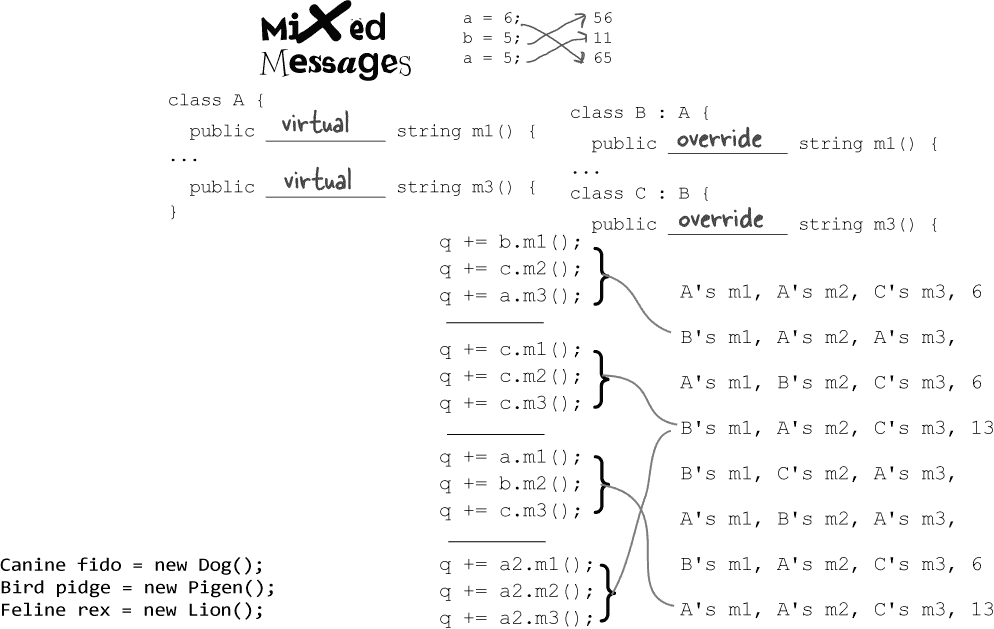 MiXed
Messages
a = 6; 56
b = 5; 11
a = 5; 65
class A {
public virtual string m1() {
...
public virtual string m3() {
}
class B : A {
public override string m1() {
...
class C : B {
public override string m3() {
q += b.m1();
q += c.m2();
q += a.m3();
q += c.m1();
q += c.m2();
q += c.m3();
q += a.m1();
q += b.m2();
q += c.m3();
q += a2.m1();
q += a2.m2();
q += a2.m3();
A's m1, A's m2, C's m3, 6
B's m1, A's m2, A's m3,
A's m1, B's m2, C's m3, 6
B's m1, A's m2, C's m3, 13
B's m1, C's m2, A's m3,
A's m1, B's m2, A's m3,
B's m1, A's m2, C's m3, 6
A's m1, A's m2, C's m3, 13
Canine fido = new Dog();
Bird pidge = new Pigen();
Feline rex = new Lion();